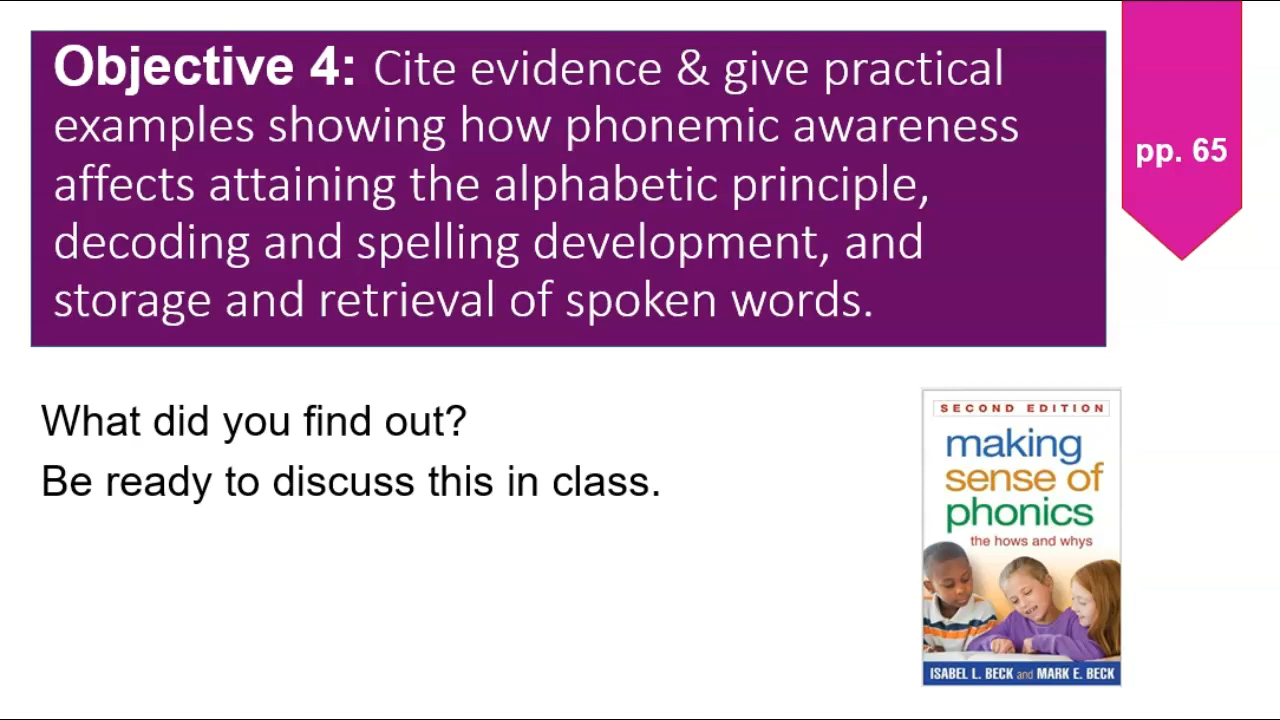 Objective 4: Cite evidence & give practical
examples showing how phonemic awareness
affects attaining the alphabetic principle,
decoding and spelling development, and
storage and retrieval of spoken words.
pp. 65
What did you find out?
Be ready to discuss this in class.
SECOND EDITION
making
sense of
phonics
the hows and whys
ISABEL L. BECK and MARK E. BECK